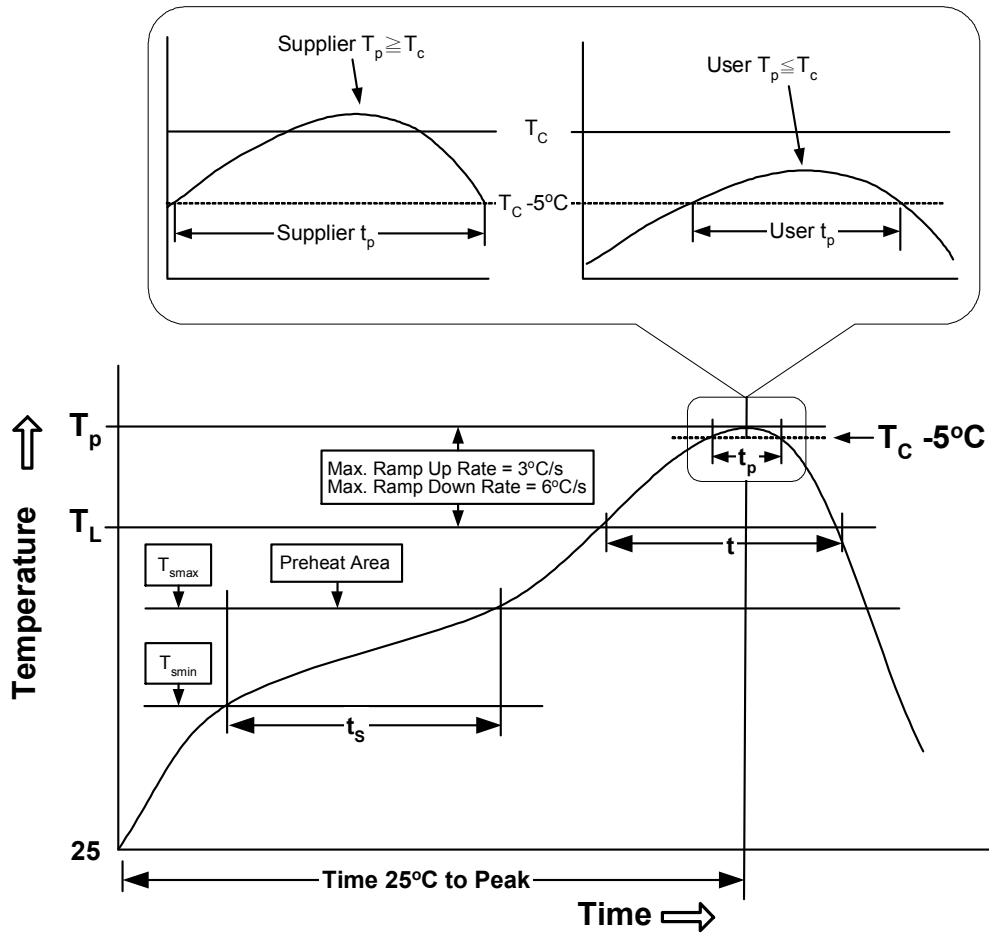 Supplier Tp≧Tc
User Tp≦Tc
TC
TC -5ºC
Supplier tp
User tp
Tp
TC -5ºC
Max. Ramp Up Rate = 3ºC/s
Max. Ramp Down Rate = 6ºC/s
tp
TL
t
Tsmax
Preheat Area
Tsmin
tS
Temperature
25
Time 25ºC to Peak
Time